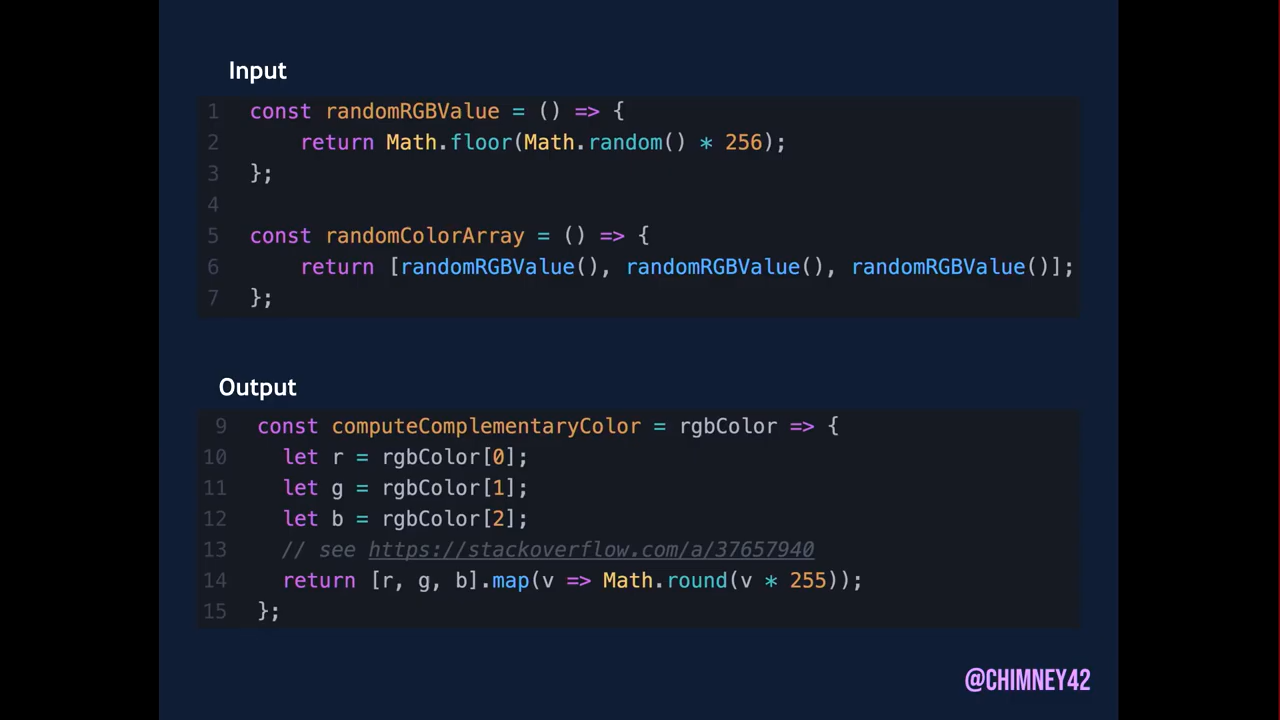 Input
1 const randomRGBValue = () => {
2 return Math.floor(Math.random() * 256);
3 };
4
5 const randomColorArray = () => {
6 return [randomRGBValue(), randomRGBValue(), randomRGBValue()];
7 };
Output
9 const computeComplementaryColor = rgbColor => {
10 let r = rgbColor[0];
11 let g = rgbColor[1];
12 let b = rgbColor[2];
13 // see https://stackoverflow.com/a/37657940
14 return [r, g, b].map(v => Math.round(v * 255));
15 };
@CHIMNEY42